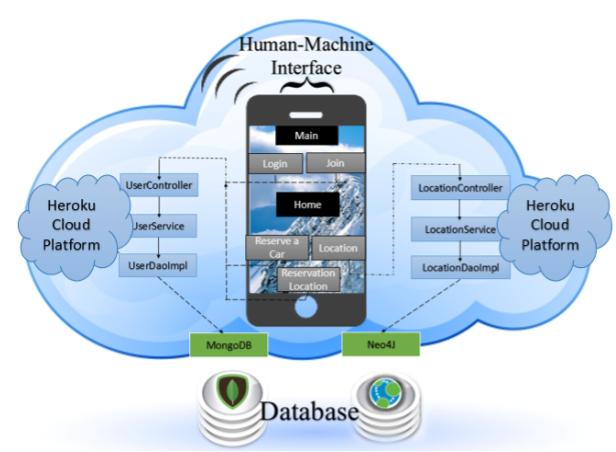 Human-Machine
Interface
Main
Login
Join
Home
Reserve a
Car
Location
Reservation
Location
Heroku
Cloud
Platform
UserController
UserService
UserDaoImpl
MongoDB
LocationController
LocationService
LocationDaoImpl
Neo4J
Heroku
Cloud
Platform
Database